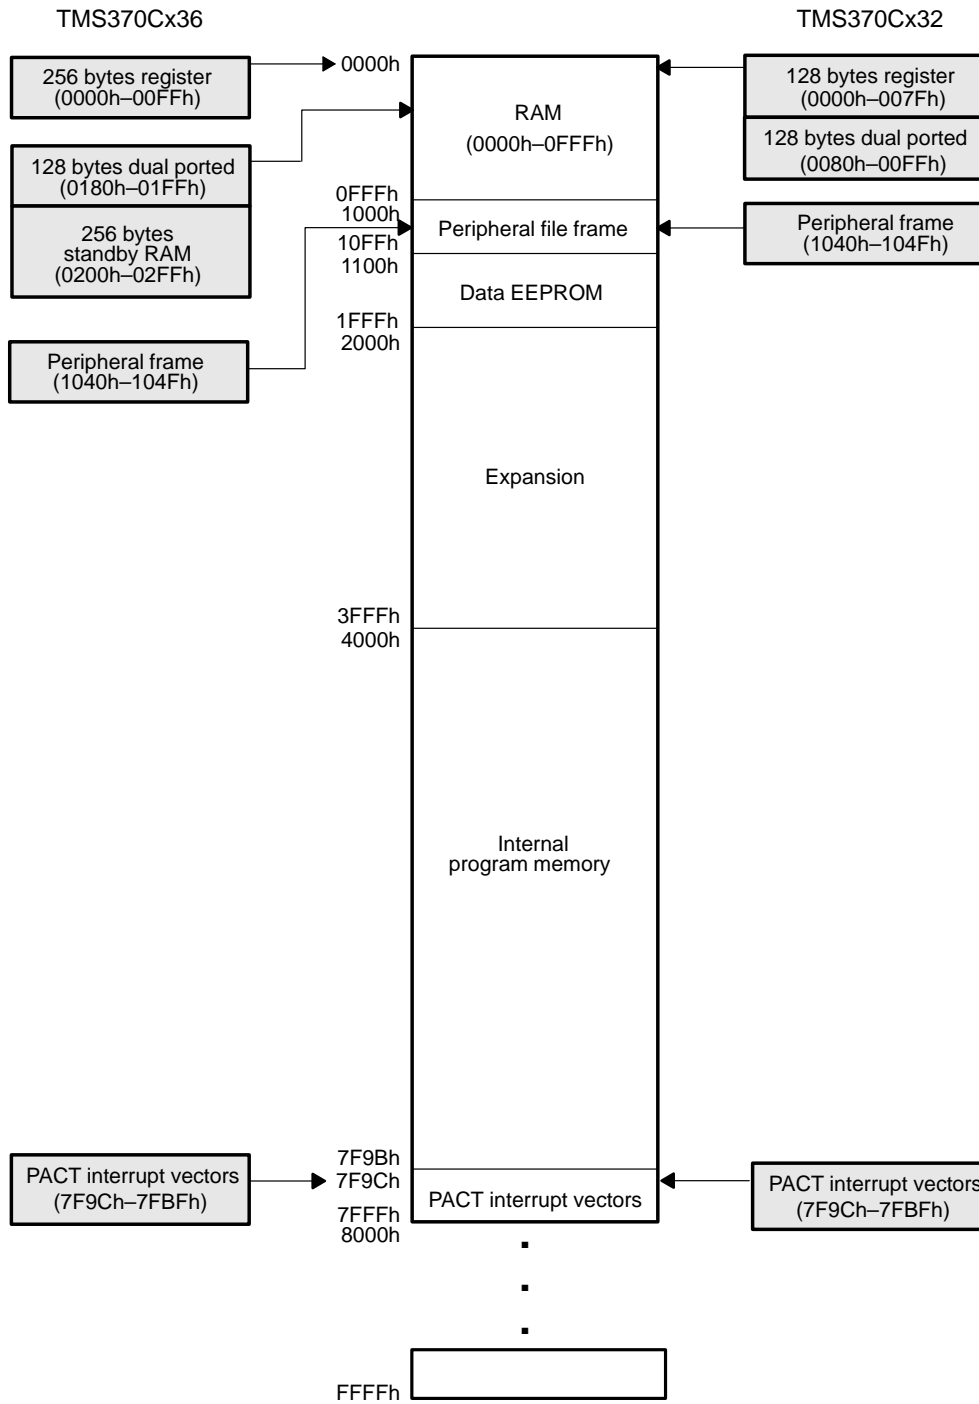 TMS370Cx36
TMS370Cx32
256 bytes register
(0000h–00FFh)
128 bytes dual ported
(0180h–01FFh)
256 bytes
standby RAM
(0200h–02FFh)
Peripheral frame
(1040h–104Fh)
PACT interrupt vectors
(7F9Ch–7FBFh)
0000h
0FFFh
1000h
10FFh
1100h
1FFFh
2000h
3FFFh
4000h
7F9Bh
7F9Ch
7FFFh
8000h
FFFFh
RAM
(0000h–0FFFh)
Peripheral file frame
Data EEPROM
Expansion
Internal
program memory
PACT interrupt vectors
128 bytes register
(0000h–007Fh)
128 bytes dual ported
(0080h–00FFh)
Peripheral frame
(1040h–104Fh)
PACT interrupt vectors
(7F9Ch–7FBFh)